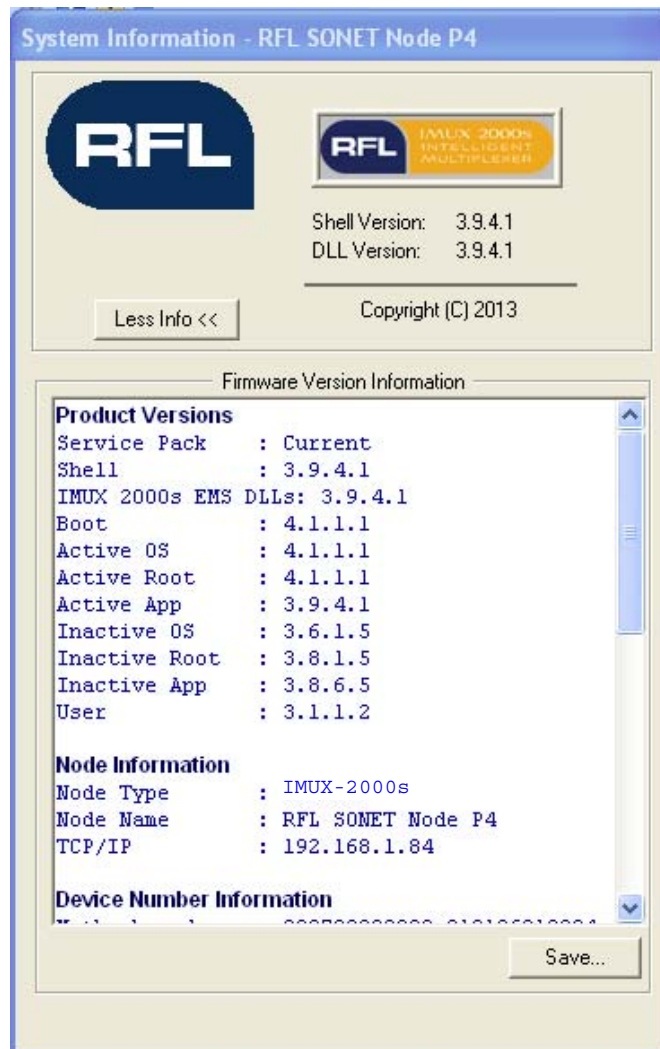 System Information - RFL SONET Node P4
RFL
RFL IMUX 2000s
INTELLIGENT
MULTIPLEXER
Shell Version: 3.9.4.1
DLL Version: 3.9.4.1
Less Info <<
Copyright (C) 2013
Firmware Version Information
Product Versions
Service Pack : Current
Shell : 3.9.4.1
IMUX 2000s EMS DLLs: 3.9.4.1
Boot : 4.1.1.1
Active OS : 4.1.1.1
Active Root : 4.1.1.1
Active App : 3.9.4.1
Inactive OS : 3.6.1.5
Inactive Root : 3.8.1.5
Inactive App : 3.8.6.5
User : 3.1.1.2
Node Information
Node Type : IMUX-2000s
Node Name : RFL SONET Node P4
TCP/IP : 192.168.1.84
Device Number Information
Save...